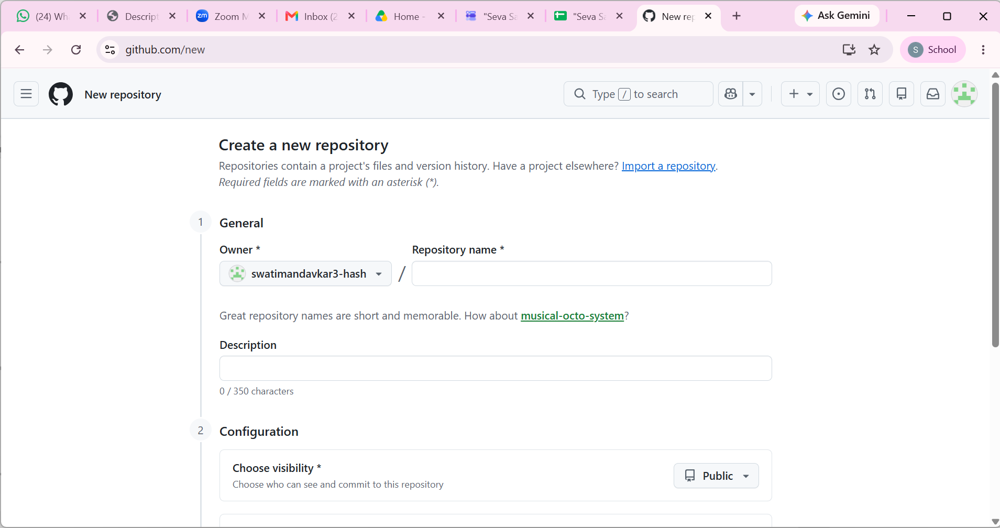 (24) Wh
Descript
zm
Zoom M
Inbox (2
Home -
"Seva Sa
"Seva Sa
New rep
Ask Gemini
github.com/new
S
School
New repository
Type / to search
Create a new repository
Repositories contain a project's files and version history. Have a project elsewhere? Import a repository.
Required fields are marked with an asterisk (*).
1
General
Owner *
Repository name *
swatimandavkar3-hash
/
Great repository names are short and memorable. How about musical-octo-system?
Description
0 / 350 characters
2
Configuration
Choose visibility *
Choose who can see and commit to this repository
Public